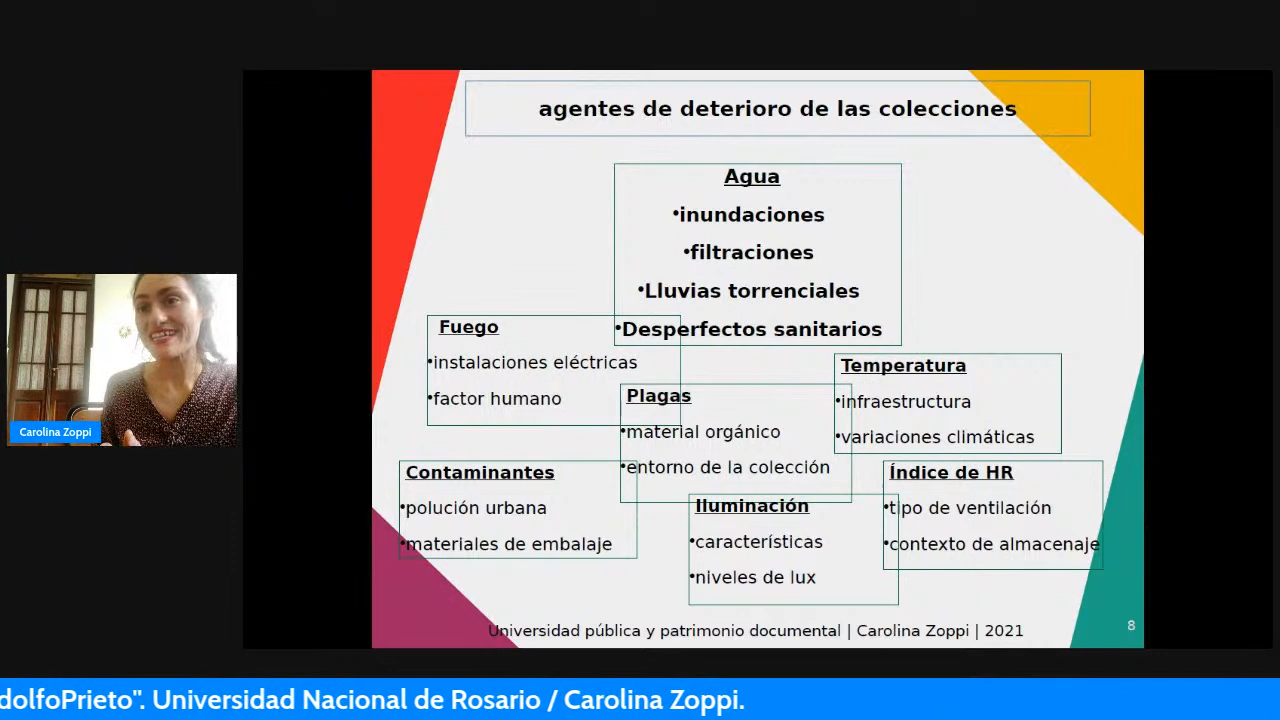 agentes de deterioro de las colecciones
Agua
•inundaciones
•filtraciones
•Lluvias torrenciales
•Desperfectos sanitarios
Fuego
•instalaciones eléctricas
•factor humano
Plagas
•material orgánico
•entorno de la colección
Temperatura
•infraestructura
•variaciones climáticas
Contaminantes
•polución urbana
•materiales de embalaje
Iluminación
•características
•niveles de lux
Índice de HR
•tipo de ventilación
•contexto de almacenaje
Universidad pública y patrimonio documental | Carolina Zoppi | 2021
8
Carolina Zoppi
dolfoPrieto". Universidad Nacional de Rosario / Carolina Zoppi.